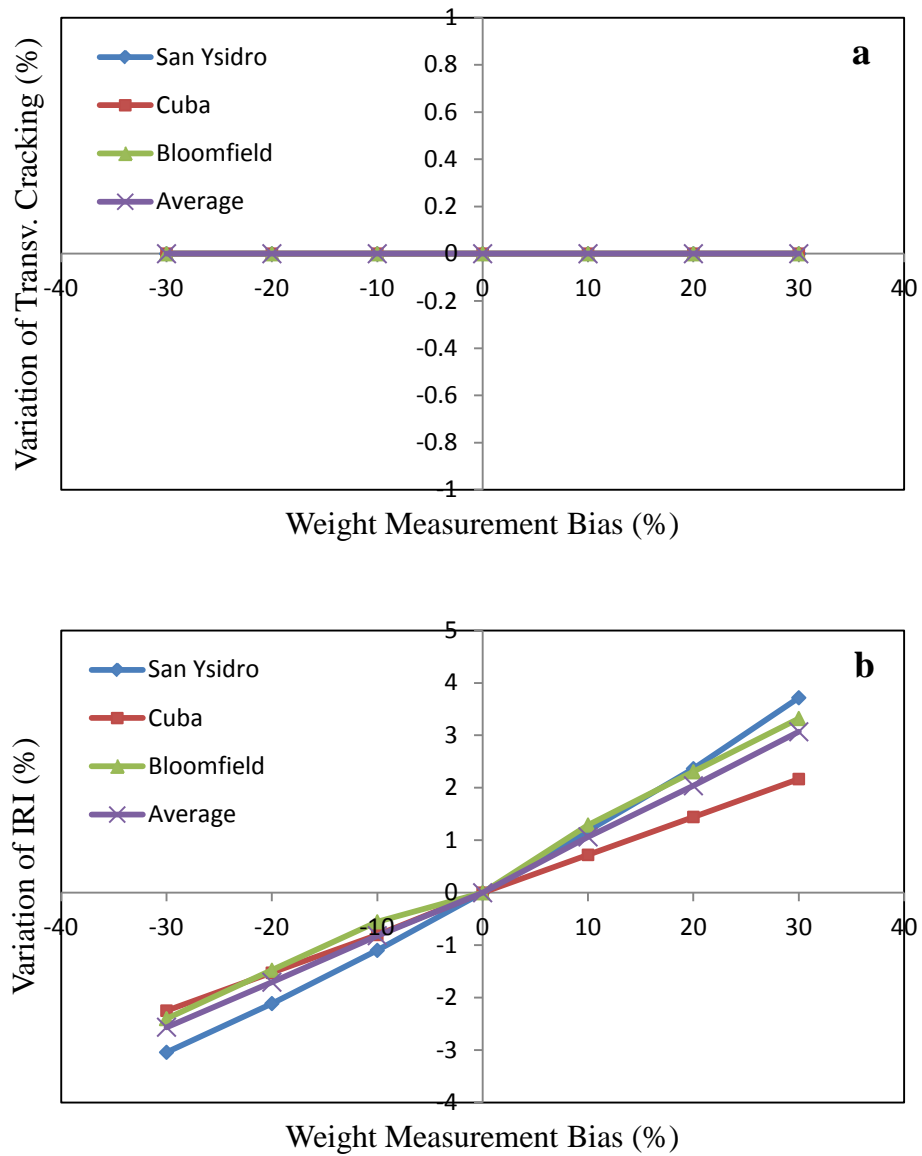 a
San Ysidro
Cuba
Bloomfield
Average
Variation of Transv. Cracking (%)
1
0.8
0.6
0.4
0.2
0
-0.2
-0.4
-0.6
-0.8
-1
-40 -30 -20 -10 0 10 20 30 40
Weight Measurement Bias (%)
b
San Ysidro
Cuba
Bloomfield
Average
Variation of IRI (%)
5
4
3
2
1
0
-1
-2
-3
-4
-40 -30 -20 -10 0 10 20 30 40
Weight Measurement Bias (%)